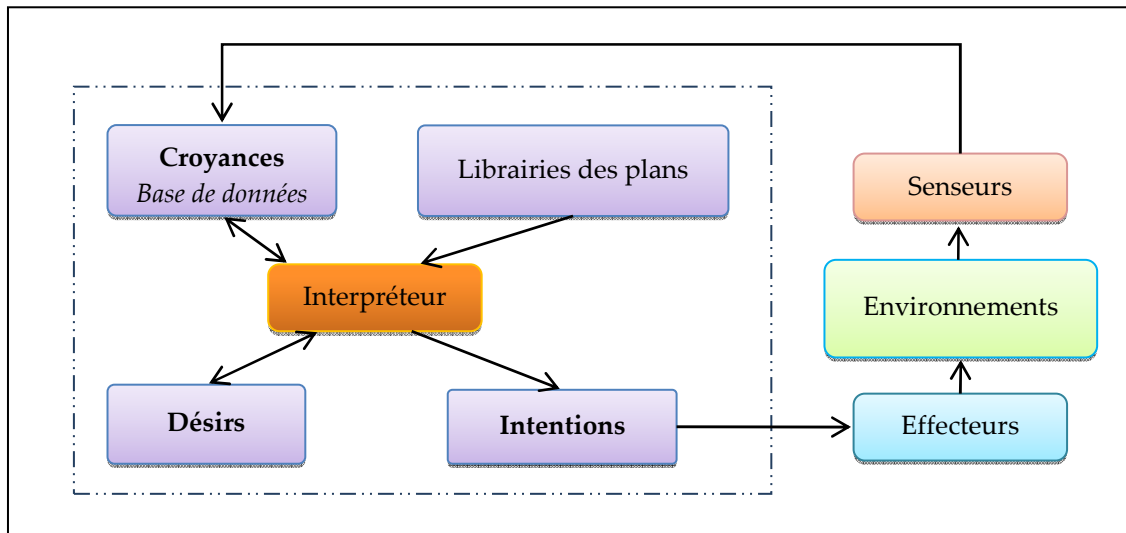 Croyances
Base de données
Librairies des plans
Senseurs
Interpréteur
Environnements
Désirs
Intentions
Effecteurs